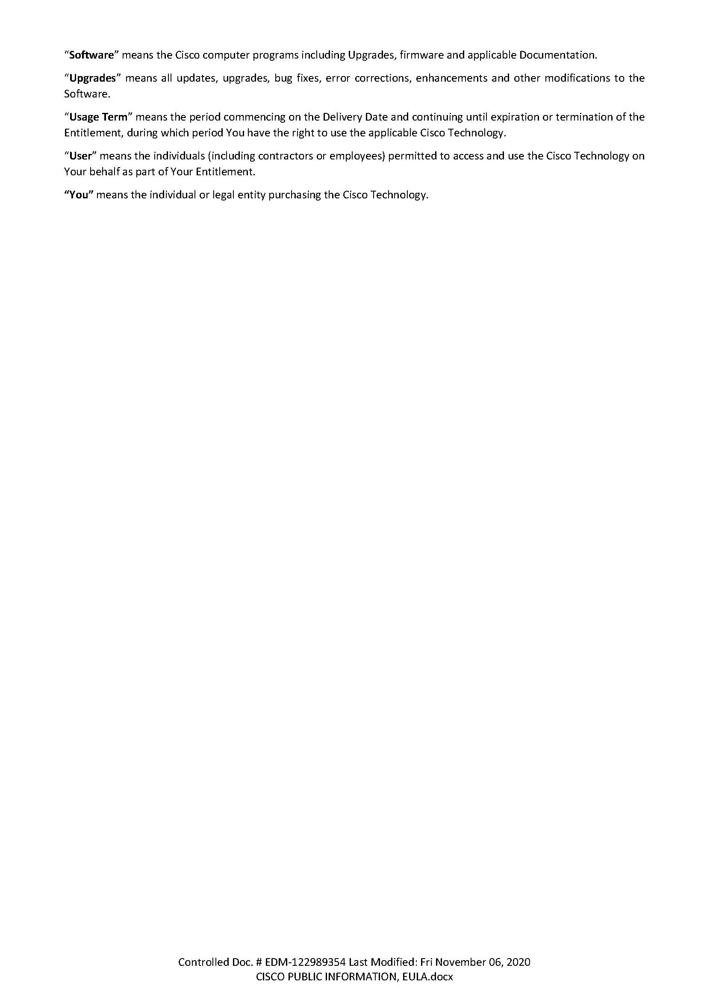 “Software” means the Cisco computer programs including Upgrades, firmware and applicable Documentation.
“Upgrades” means all updates, upgrades, bug fixes, error corrections, enhancements and other modifications to the
Software.
“Usage Term” means the period commencing on the Delivery Date and continuing until expiration or termination of the
Entitlement, during which period You have the right to use the applicable Cisco Technology.
“User” means the individuals (including contractors or employees) permitted to access and use the Cisco Technology on
Your behalf as part of Your Entitlement.
“You” means the individual or legal entity purchasing the Cisco Technology.
Controlled Doc. # EDM-122989354 Last Modified: Fri November 06, 2020
CISCO PUBLIC INFORMATION, EULA.docx